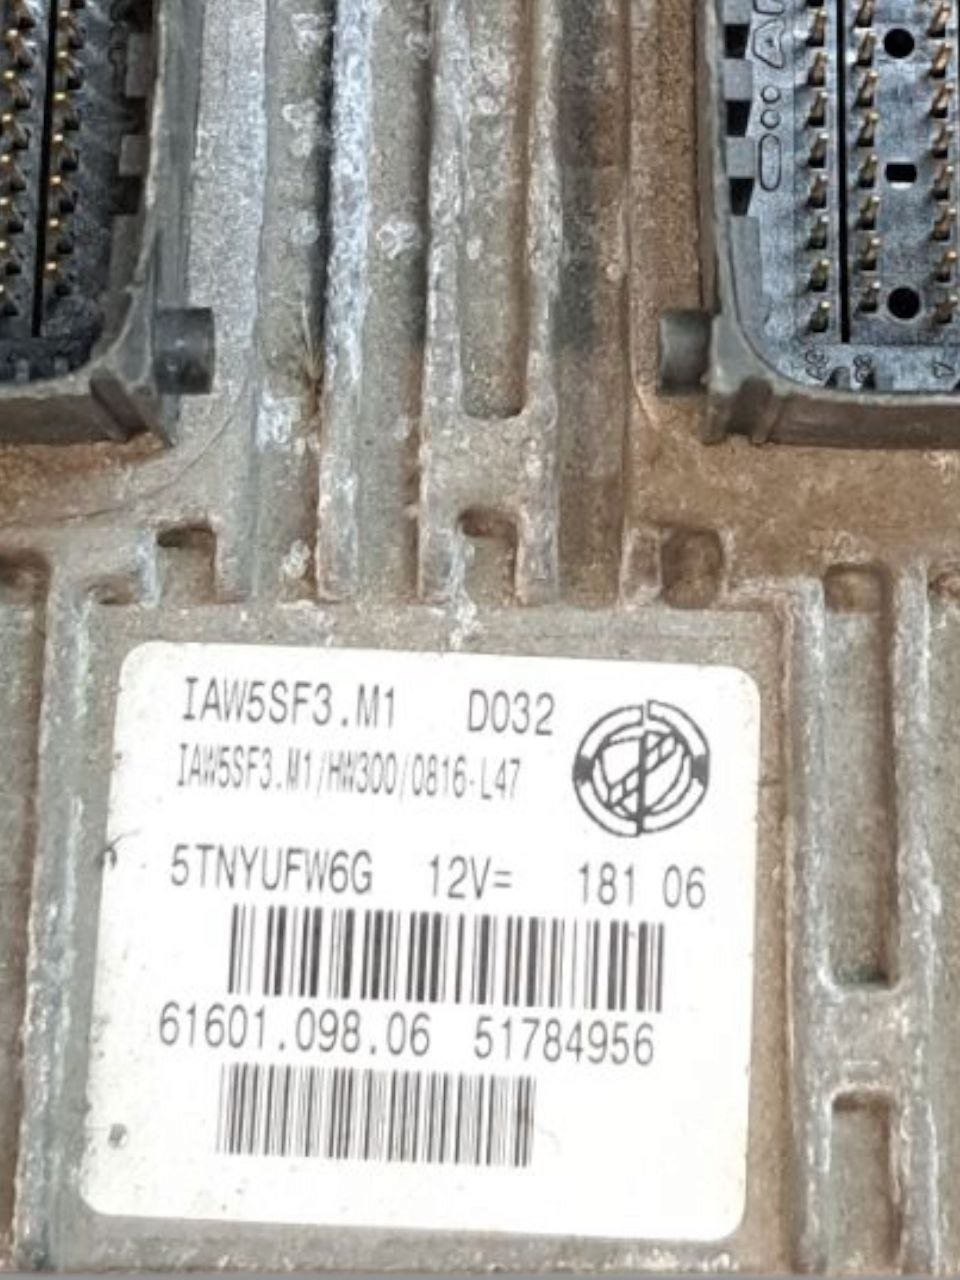 IAW5SF3.M1 D032
IAW5SF3.M1/HW300/0816-L47
5TNYUFW6G 12V= 181 06
61601.098.06 51784956